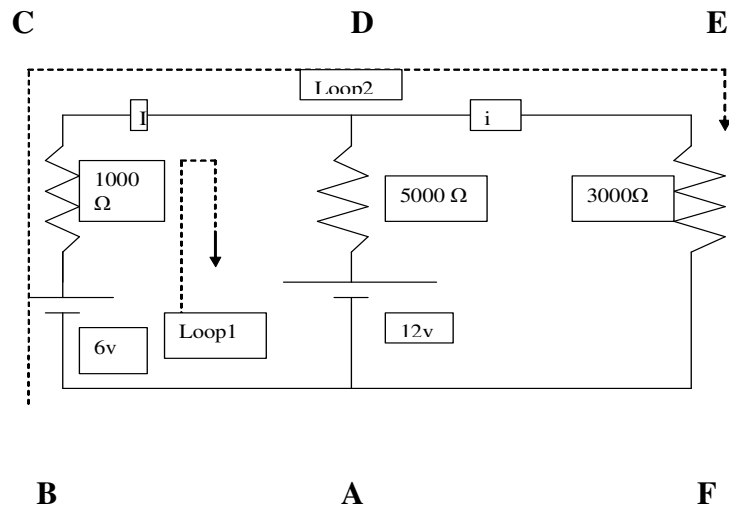 C D E
Loop2
I i
1000
Ω
5000 Ω
3000Ω
Loop1
12v
6v
B A F